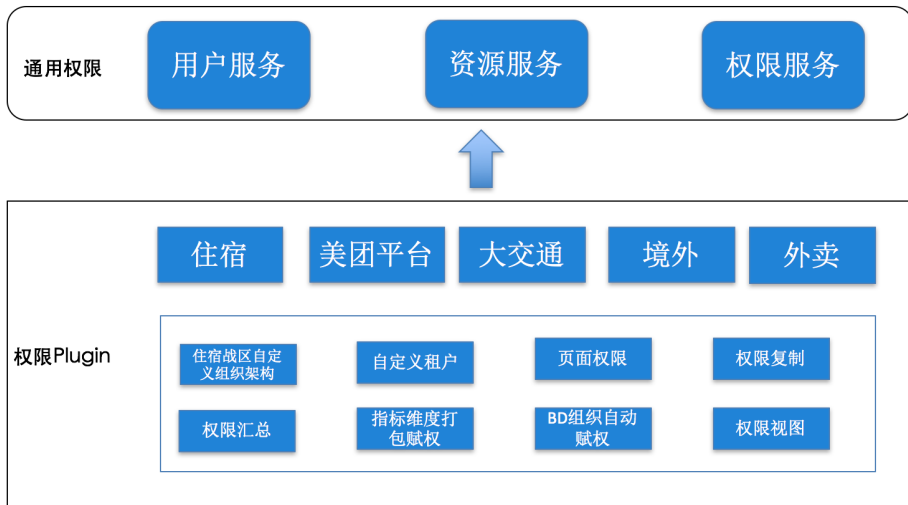 通用权限
用户服务
资源服务
权限服务
权限Plugin
住宿
美团平台
大交通
境外
外卖
住宿战区自定
义组织架构
自定义租户
页面权限
权限复制
权限汇总
指标维度打
包赋权
BD组织自动
赋权
权限视图